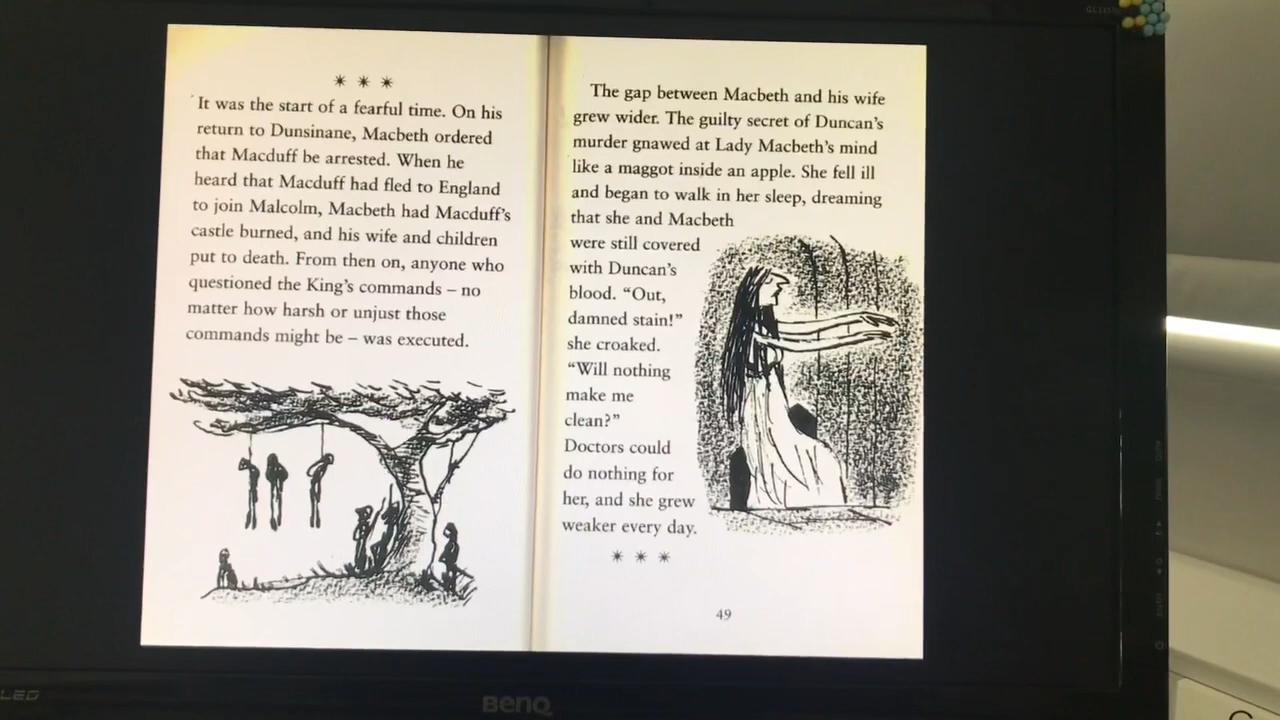 * * *
It was the start of a fearful time. On his
return to Dunsinane, Macbeth ordered
that Macduff be arrested. When he
heard that Macduff had fled to England
to join Malcolm, Macbeth had Macduff's
castle burned, and his wife and children
put to death. From then on, anyone who
questioned the King's commands – no
matter how harsh or unjust those
commands might be – was executed.
The gap between Macbeth and his wife
grew wider. The guilty secret of Duncan's
murder gnawed at Lady Macbeth's mind
like a maggot inside an apple. She fell ill
and began to walk in her sleep, dreaming
that she and Macbeth
were still covered
with Duncan's
blood. “Out,
damned stain!”
she croaked.
“Will nothing
make me
clean?”
Doctors could
do nothing for
her, and she grew
weaker every day.
* * *
49
LED
BenQ